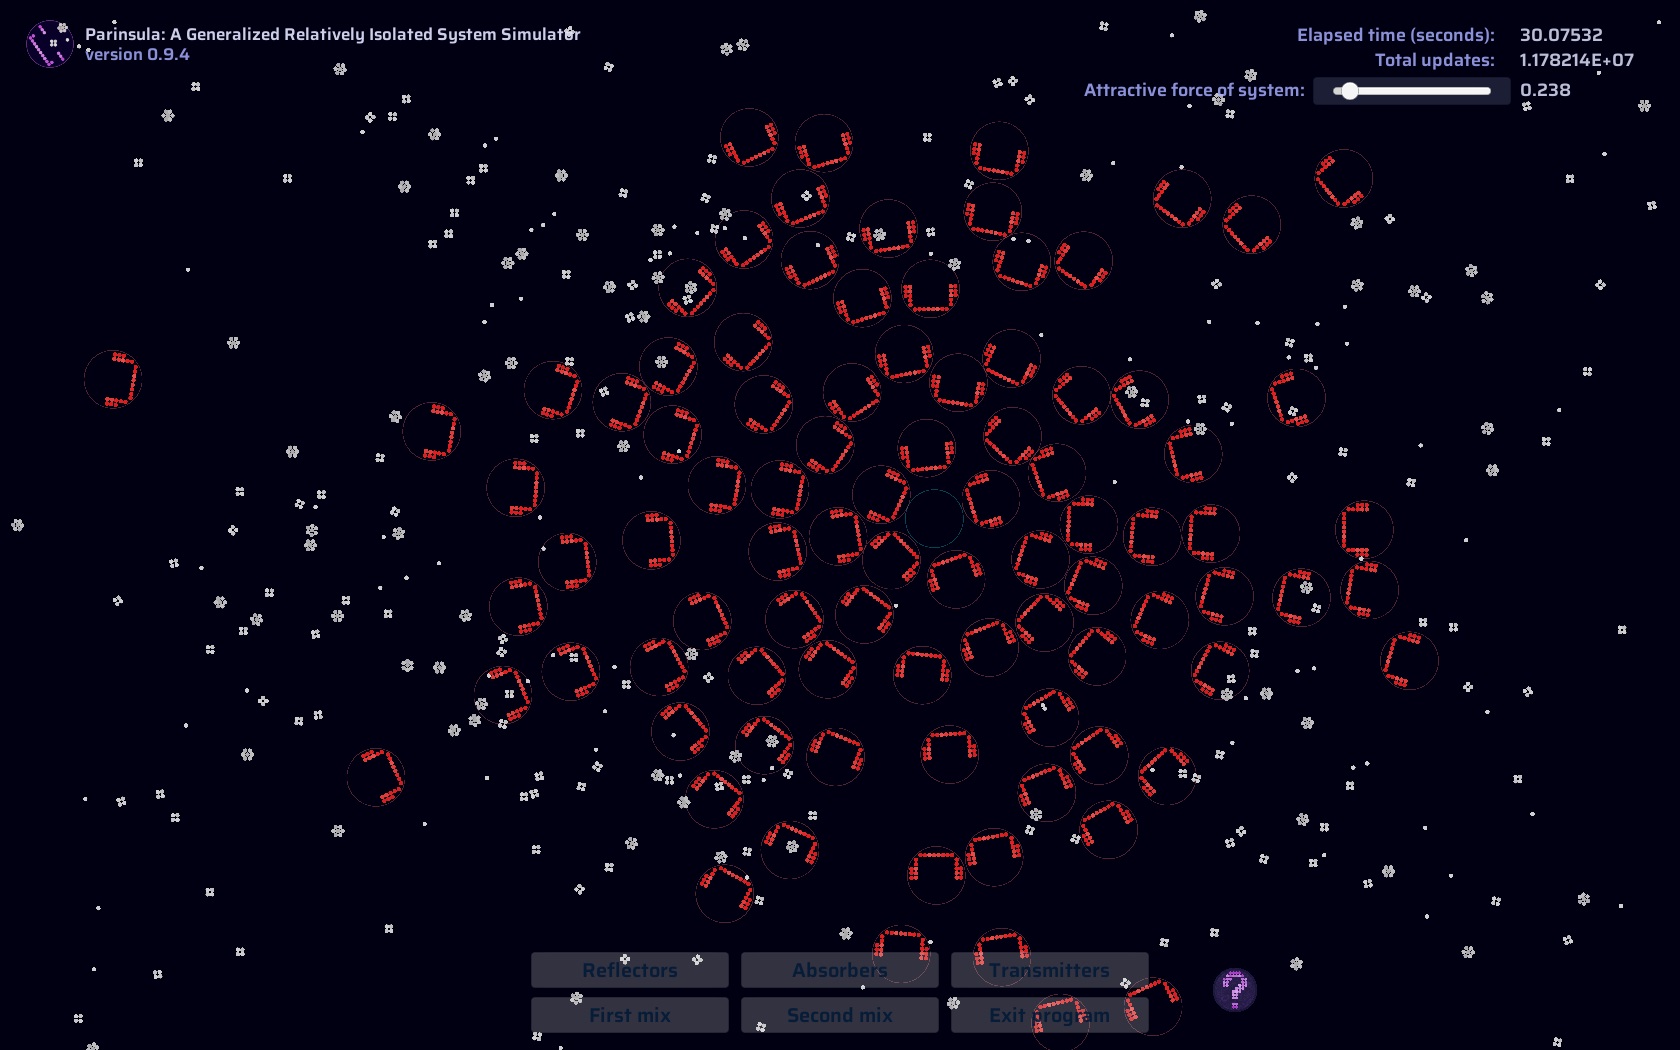 Parinsula: A Generalized Relatively Isolated System Simulator
version 0.9.4
Elapsed time (seconds): 30.07532
Total updates: 1.178214E+07
Attractive force of system: 0.238
Reflectors Absorbers Transmitters
First mix Second mix Exit program
?